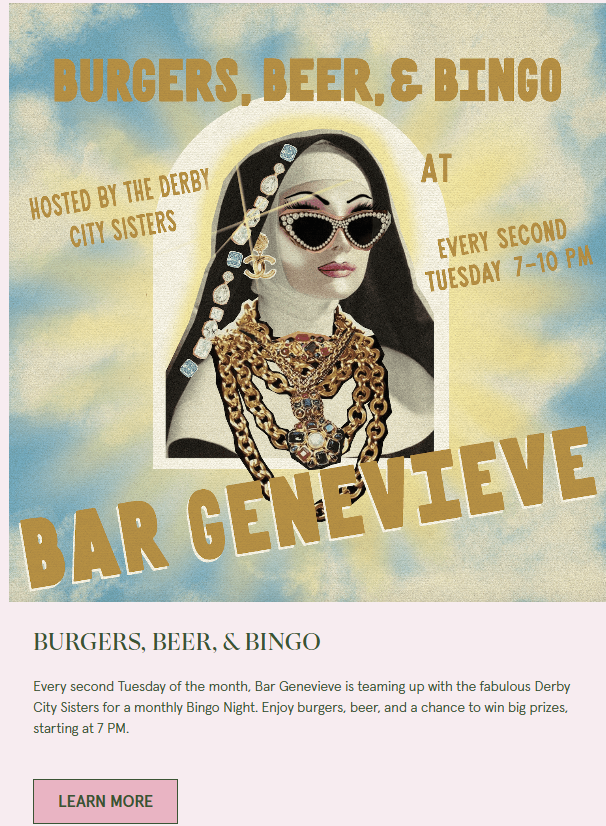 BURGERS, BEER, & BINGO
AT
HOSTED BY THE DERBY
CITY SISTERS
EVERY SECOND
TUESDAY 7-10 PM
BAR GENEVIEVE
BURGERS, BEER, & BINGO
Every second Tuesday of the month, Bar Genevieve is teaming up with the fabulous Derby
City Sisters for a monthly Bingo Night. Enjoy burgers, beer, and a chance to win big prizes,
starting at 7 PM.
LEARN MORE